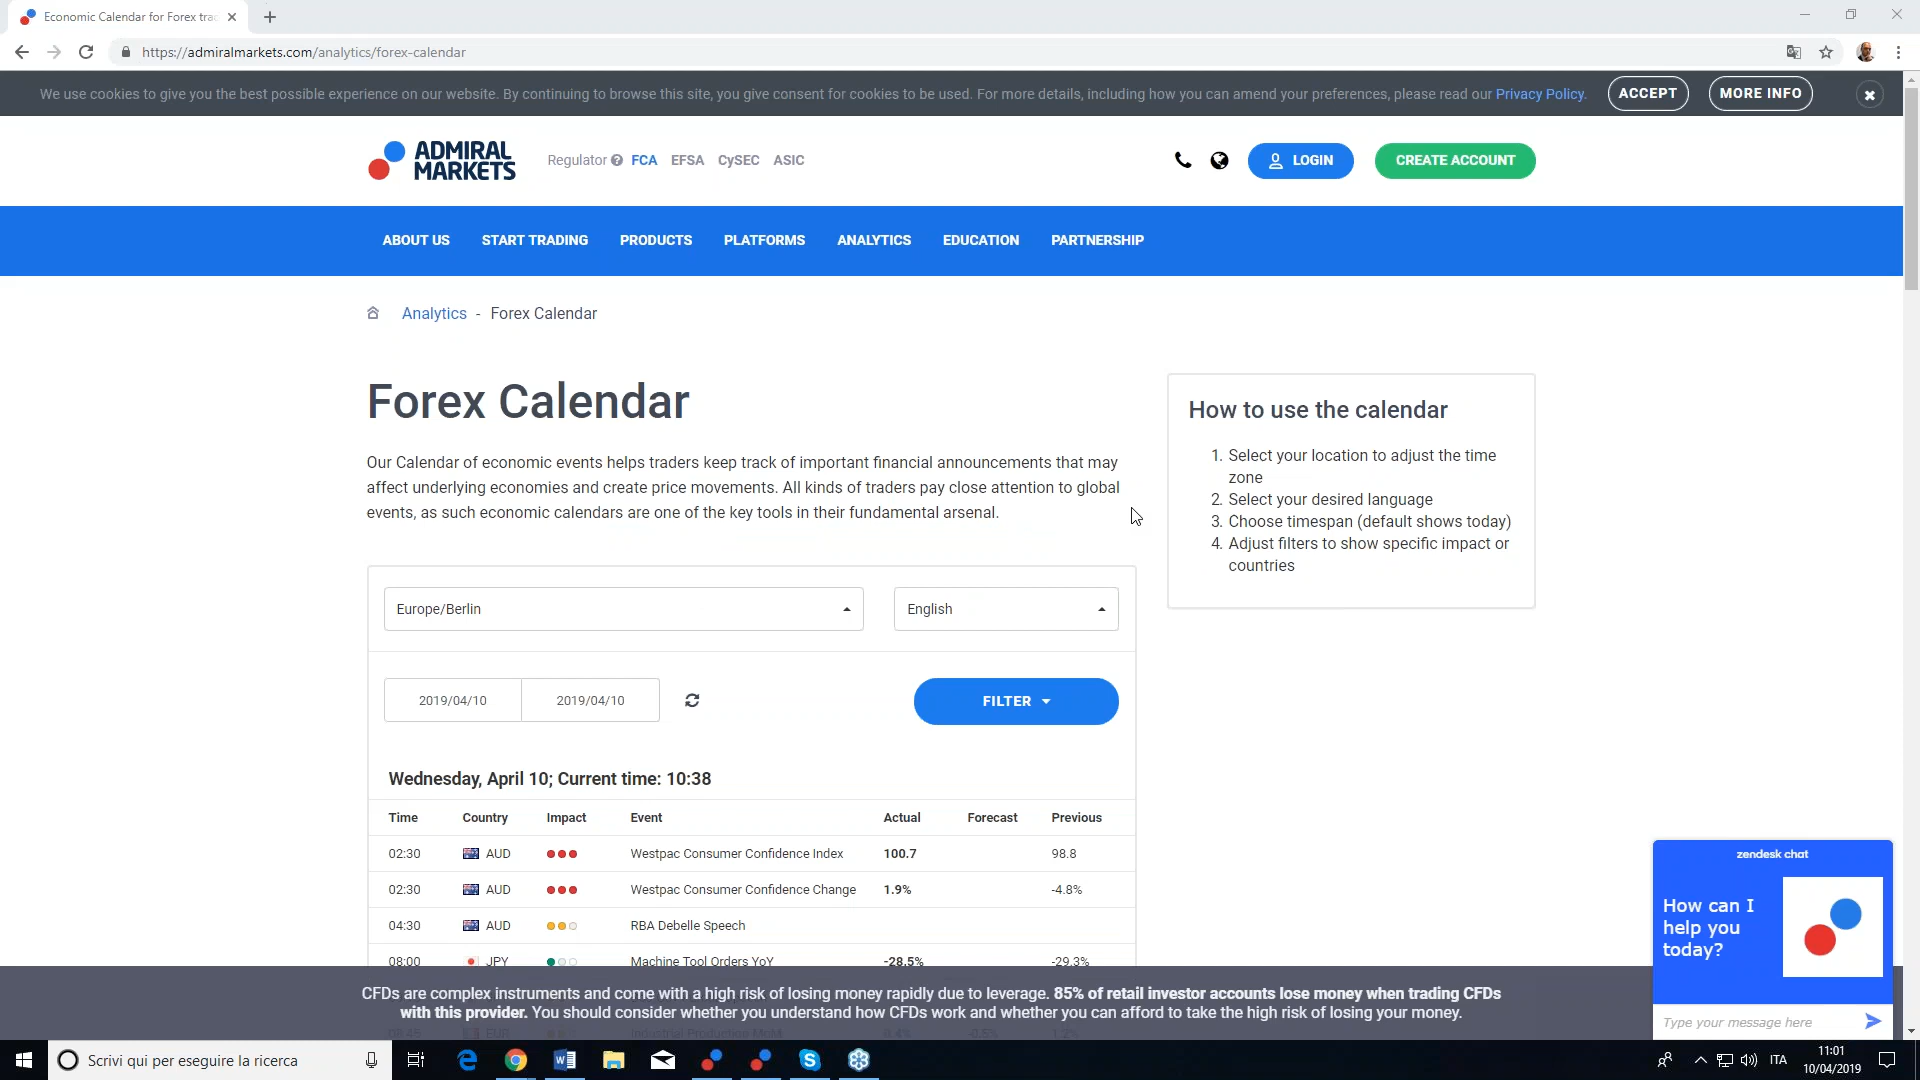 Economic Calendar for Forex trac
https://admiralmarkets.com/analytics/forex-calendar
We use cookies to give you the best possible experience on our website. By continuing to browse this site, you give consent for cookies to be used. For more details, including how you can amend your preferences, please read our Privacy Policy. ACCEPT MORE INFO
ADMIRAL MARKETS
Regulator FCA EFSA CySEC ASIC
LOGIN CREATE ACCOUNT
ABOUT US START TRADING PRODUCTS PLATFORMS ANALYTICS EDUCATION PARTNERSHIP
Analytics - Forex Calendar
Forex Calendar
Our Calendar of economic events helps traders keep track of important financial announcements that may
affect underlying economies and create price movements. All kinds of traders pay close attention to global
events, as such economic calendars are one of the key tools in their fundamental arsenal.
How to use the calendar
1. Select your location to adjust the time
zone
2. Select your desired language
3. Choose timespan (default shows today)
4. Adjust filters to show specific impact or
countries
Europe/Berlin English
2019/04/10 2019/04/10 FILTER
Wednesday, April 10; Current time: 10:38
Time Country Impact Event Actual Forecast Previous
02:30 AUD Westpac Consumer Confidence Index 100.7 98.8
02:30 AUD Westpac Consumer Confidence Change 1.9% -4.8%
04:30 AUD RBA Debelle Speech
08:00 JPY Machine Tool Orders YoY -28.5% -29.3%
CFDs are complex instruments and come with a high risk of losing money rapidly due to leverage. 85% of retail investor accounts lose money when trading CFDs
with this provider. You should consider whether you understand how CFDs work and whether you can afford to take the high risk of losing your money.
08:45 EUR Industrial Production MoM 0.4% -0.5% 1.2%
zendesk chat
How can I
help you
today?
Type your message here
Scrivi qui per eseguire la ricerca
ITA
11:01
10/04/2019